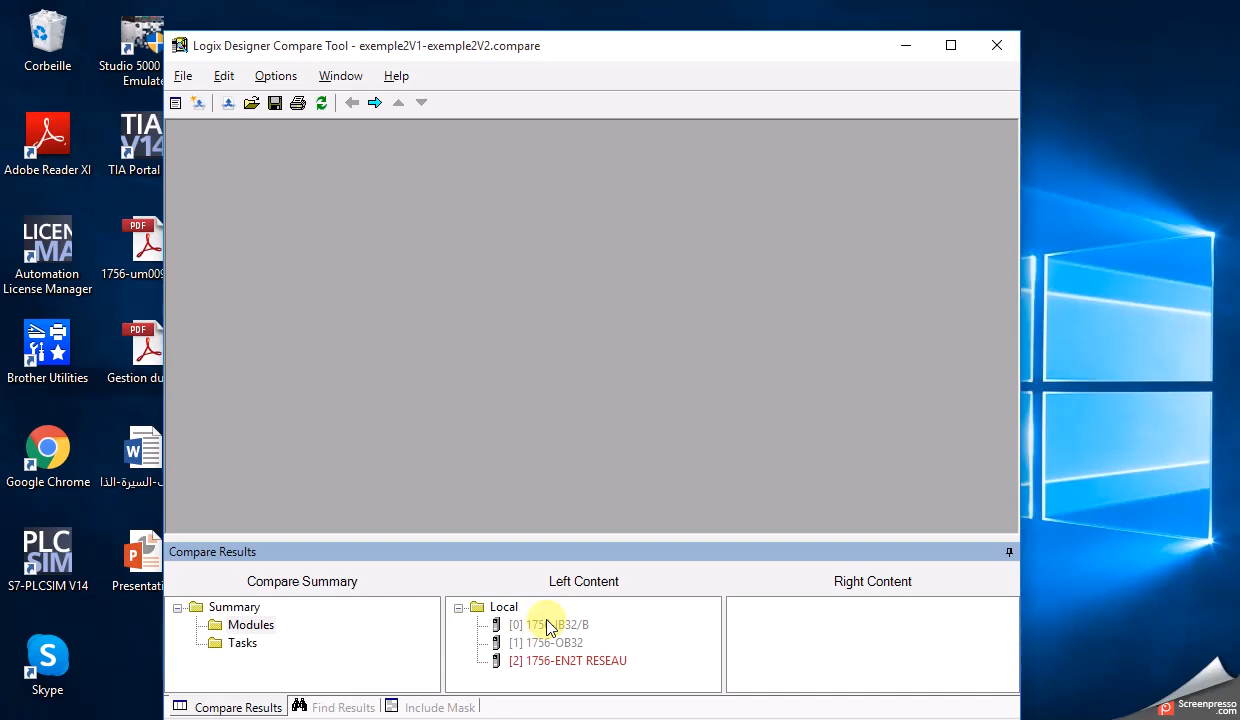 Corbeille
Studio 5000
Emulate
Adobe Reader XI
TIA
V14
TIA Portal
LICEN
MA
Automation
License Manager
PDF
1756-um009
Brother Utilities
PDF
Gestion du
Google Chrome
W
ب-السيرة-الذا
PLC
SIM
S7-PLCSIM V14
P
Presentati
S
Skype
Logix Designer Compare Tool - exemple2V1-exemple2V2.compare
File Edit Options Window Help
Compare Results
Compare Summary Left Content Right Content
Summary
Modules
Tasks
Local
[0] 1756-IB32/B
[1] 1756-OB32
[2] 1756-EN2T RESEAU
Compare Results Find Results Include Mask
Screenpresso
.com